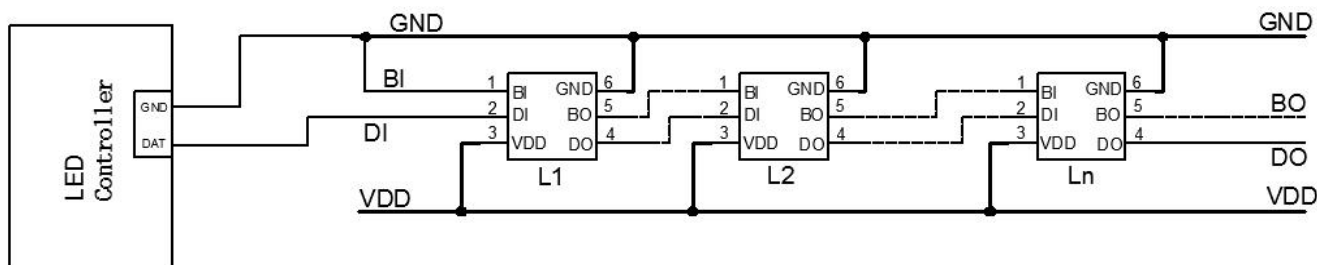 LED Controller
GND
DAT
GND
GND
BI
DI
VDD
VDD
BO
DO
1 BI GND 6
2 DI BO 5
3 VDD DO 4
L1
1 BI GND 6
2 DI BO 5
3 VDD DO 4
L2
1 BI GND 6
2 DI BO 5
3 VDD DO 4
Ln